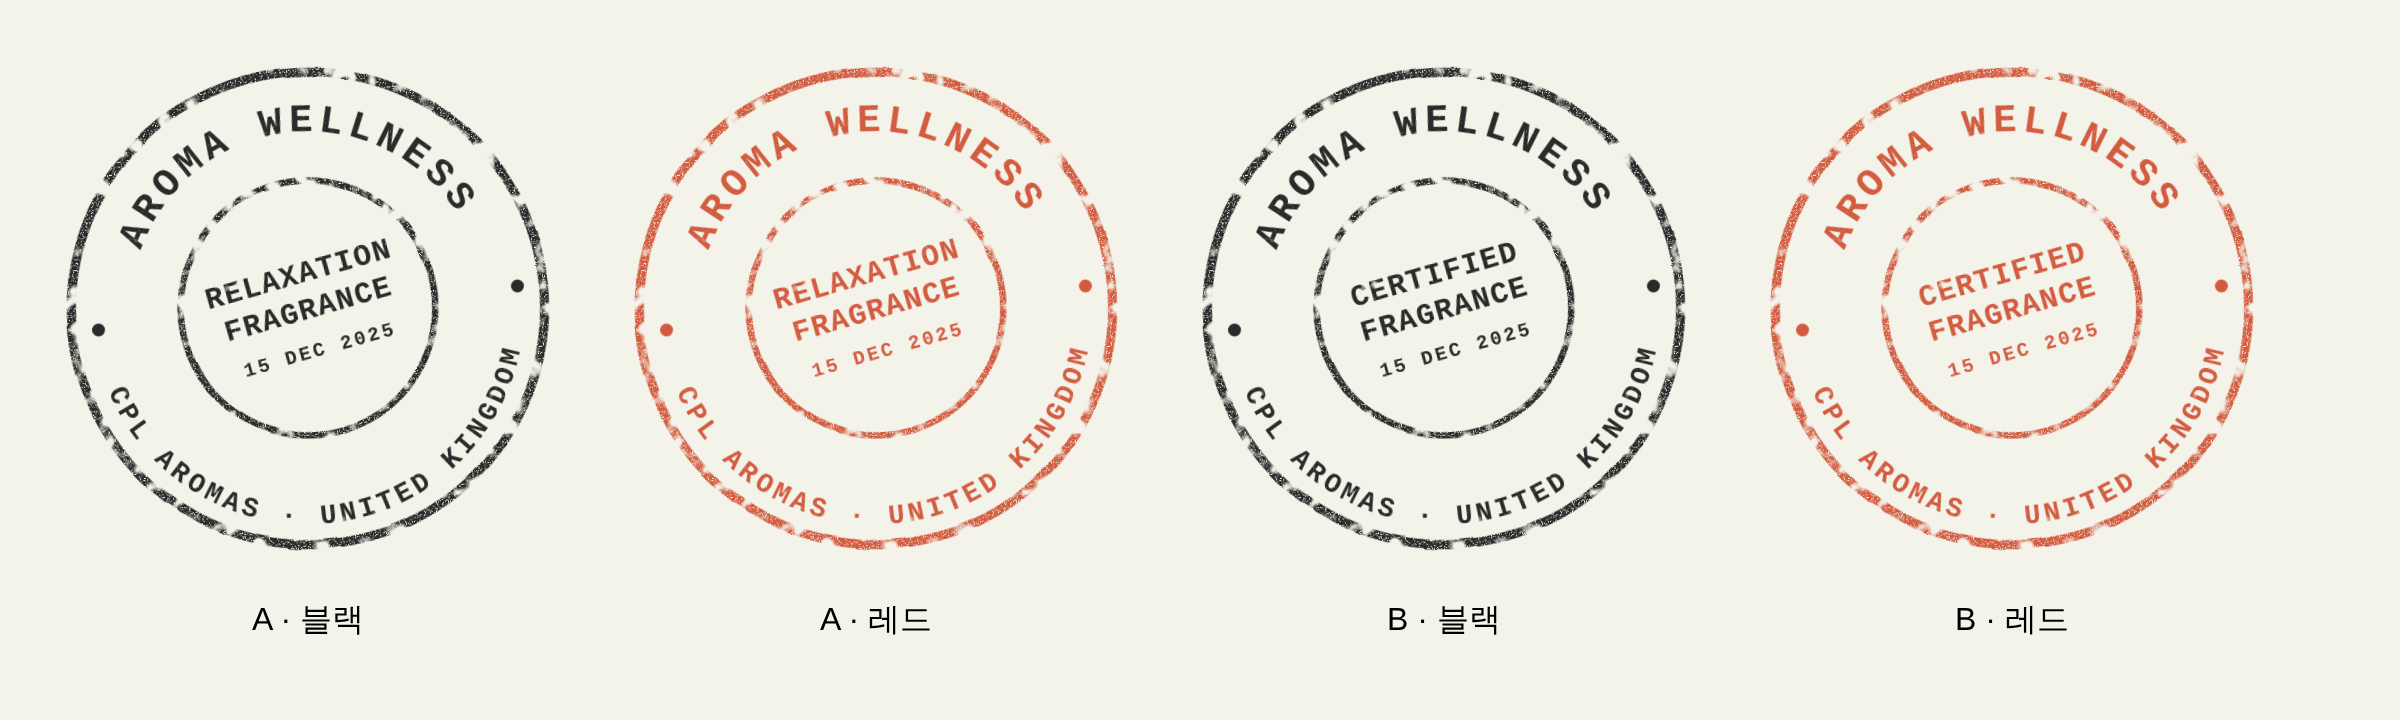 AROMA WELLNESS
RELAXATION
FRAGRANCE
15 DEC 2025
CPL AROMAS · UNITED KINGDOM
A · 블랙
AROMA WELLNESS
RELAXATION
FRAGRANCE
15 DEC 2025
CPL AROMAS · UNITED KINGDOM
A · 레드
AROMA WELLNESS
CERTIFIED
FRAGRANCE
15 DEC 2025
CPL AROMAS · UNITED KINGDOM
B · 블랙
AROMA WELLNESS
CERTIFIED
FRAGRANCE
15 DEC 2025
CPL AROMAS · UNITED KINGDOM
B · 레드